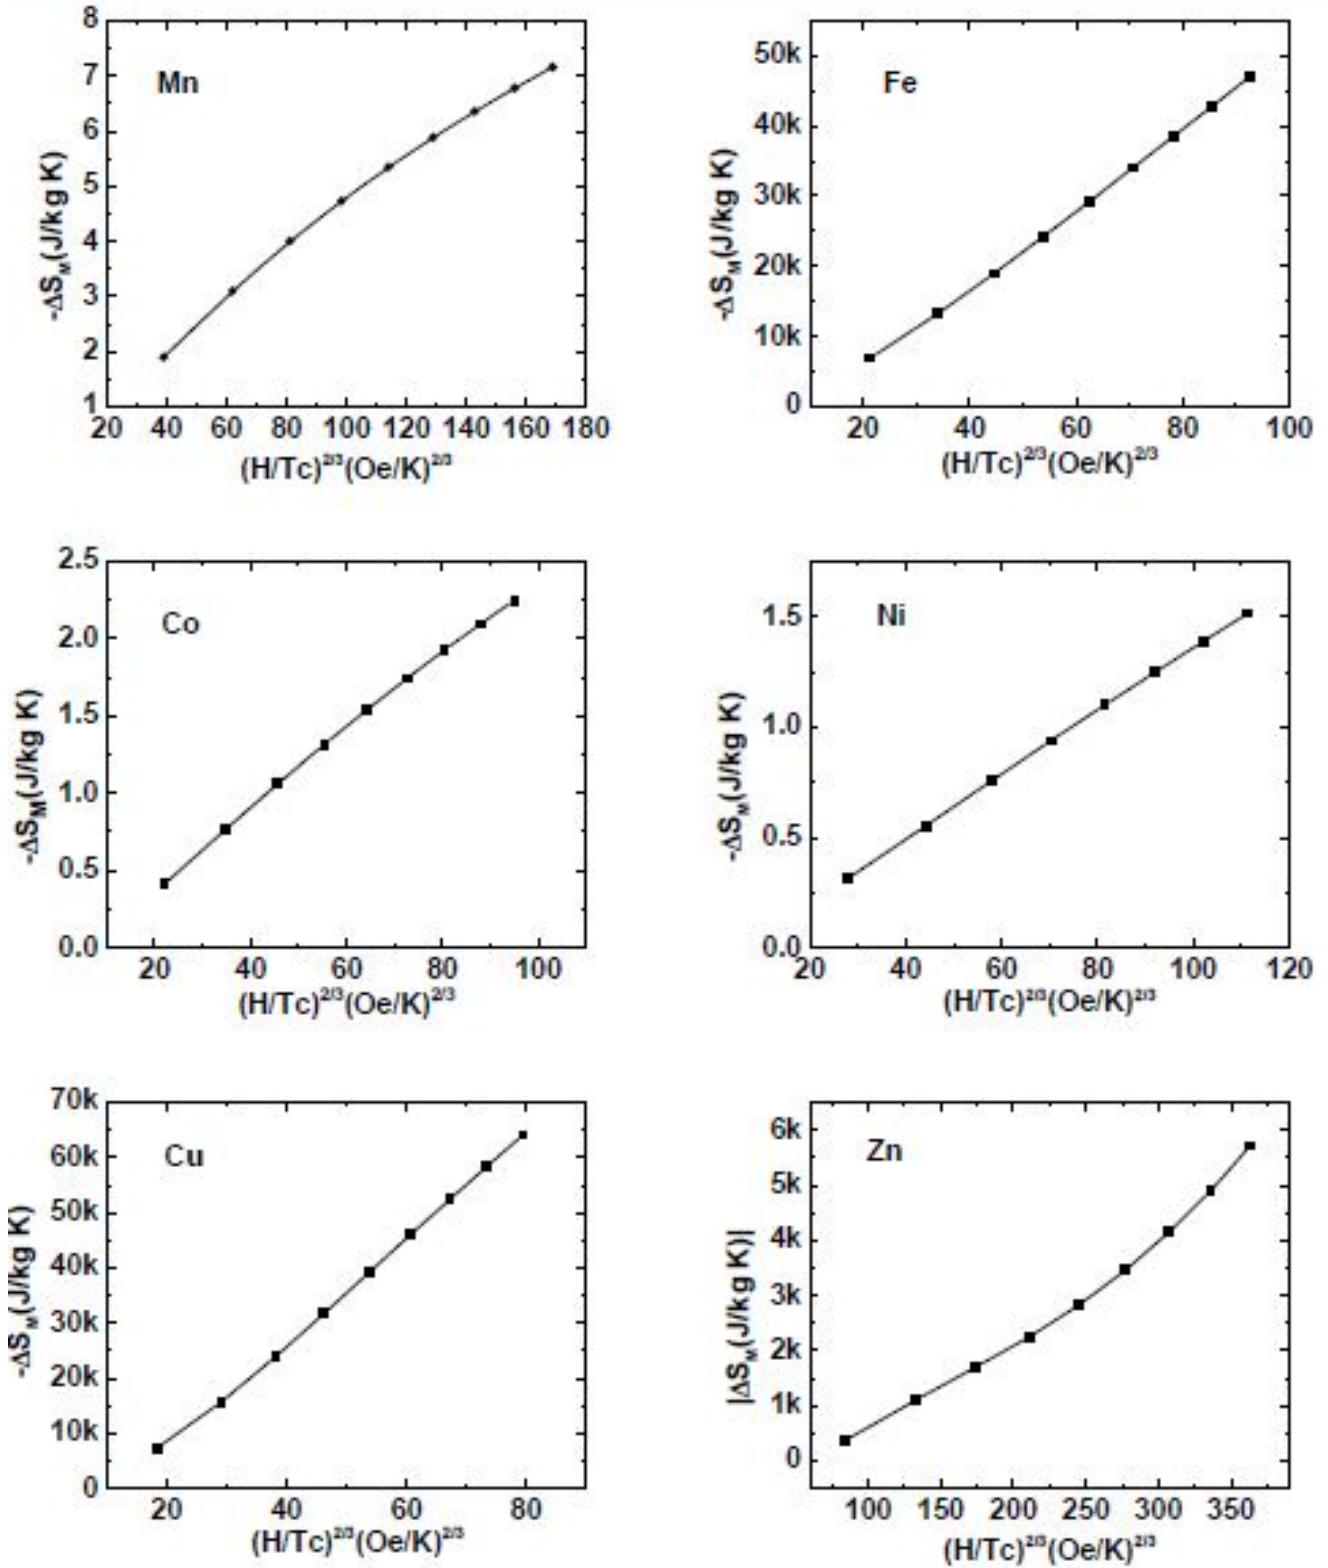 Mn
-ΔS_M(J/kg K)
8
7
6
5
4
3
2
1
20 40 60 80 100 120 140 160 180
(H/Tc)^2/3(Oe/K)^2/3
Fe
-ΔS_M(J/kg K)
50k
40k
30k
20k
10k
0
20 40 60 80 100
(H/Tc)^2/3(Oe/K)^2/3
Co
-ΔS_M(J/kg K)
2.5
2.0
1.5
1.0
0.5
0.0
20 40 60 80 100
(H/Tc)^2/3(Oe/K)^2/3
Ni
-ΔS_M(J/kg K)
1.5
1.0
0.5
0.0
20 40 60 80 100 120
(H/Tc)^2/3(Oe/K)^2/3
Cu
-ΔS_M(J/kg K)
70k
60k
50k
40k
30k
20k
10k
0
20 40 60 80
(H/Tc)^2/3(Oe/K)^2/3
Zn
|ΔS_M(J/kg K)|
6k
5k
4k
3k
2k
1k
0
100 150 200 250 300 350
(H/Tc)^2/3(Oe/K)^2/3